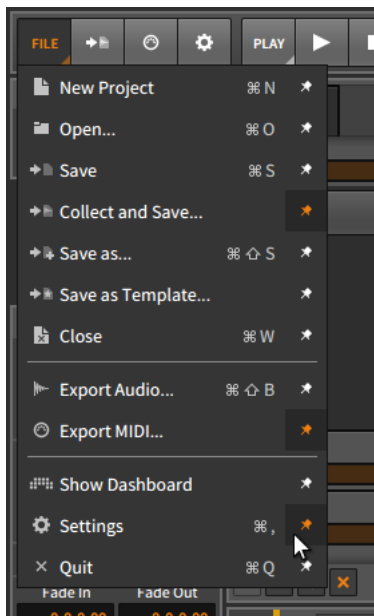 FILE PLAY
New Project ⌘ N
Open... ⌘ O
Save ⌘ S
Collect and Save...
Save as... ⌘ ⇧ S
Save as Template...
Close ⌘ W
Export Audio... ⌘ ⇧ B
Export MIDI...
Show Dashboard
Settings ⌘ ,
Quit ⌘ Q
Fade In Fade Out